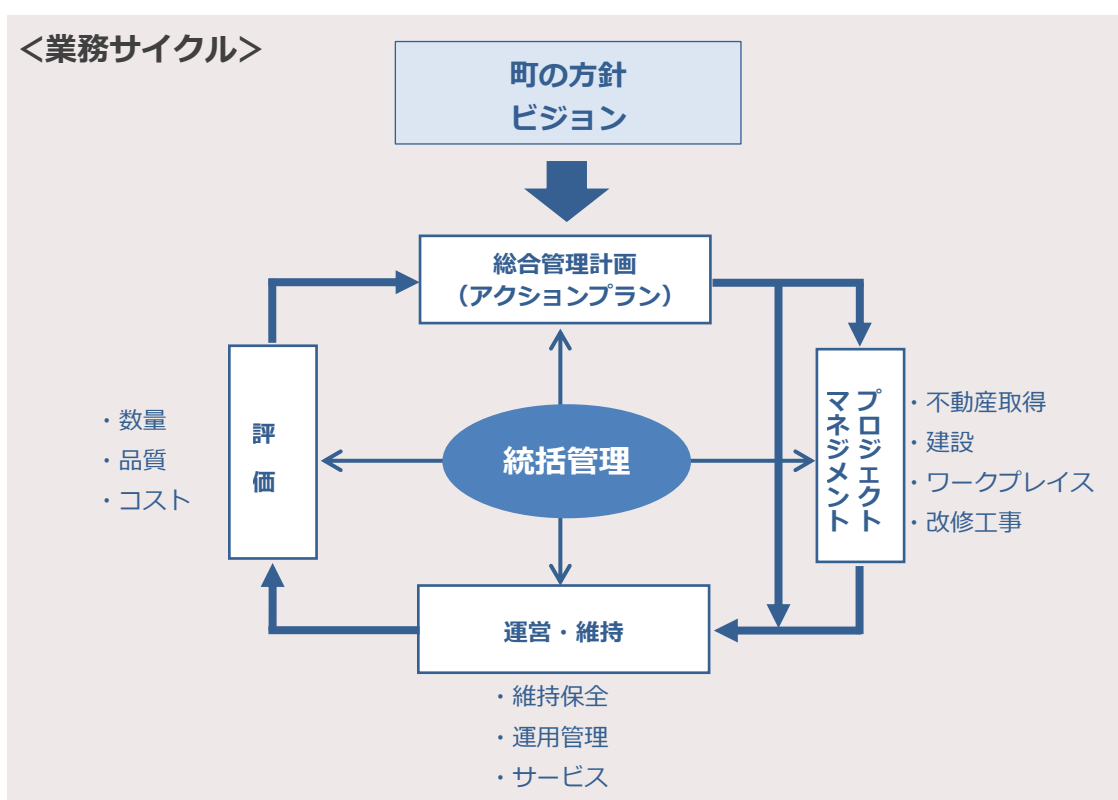 ＜業務サイクル＞
町の方針
ビジョン
総合管理計画
（アクションプラン）
評価
・数量
・品質
・コスト
統括管理
プロジェクト
マネジメント
・不動産取得
・建設
・ワークプレイス
・改修工事
運営・維持
・維持保全
・運用管理
・サービス